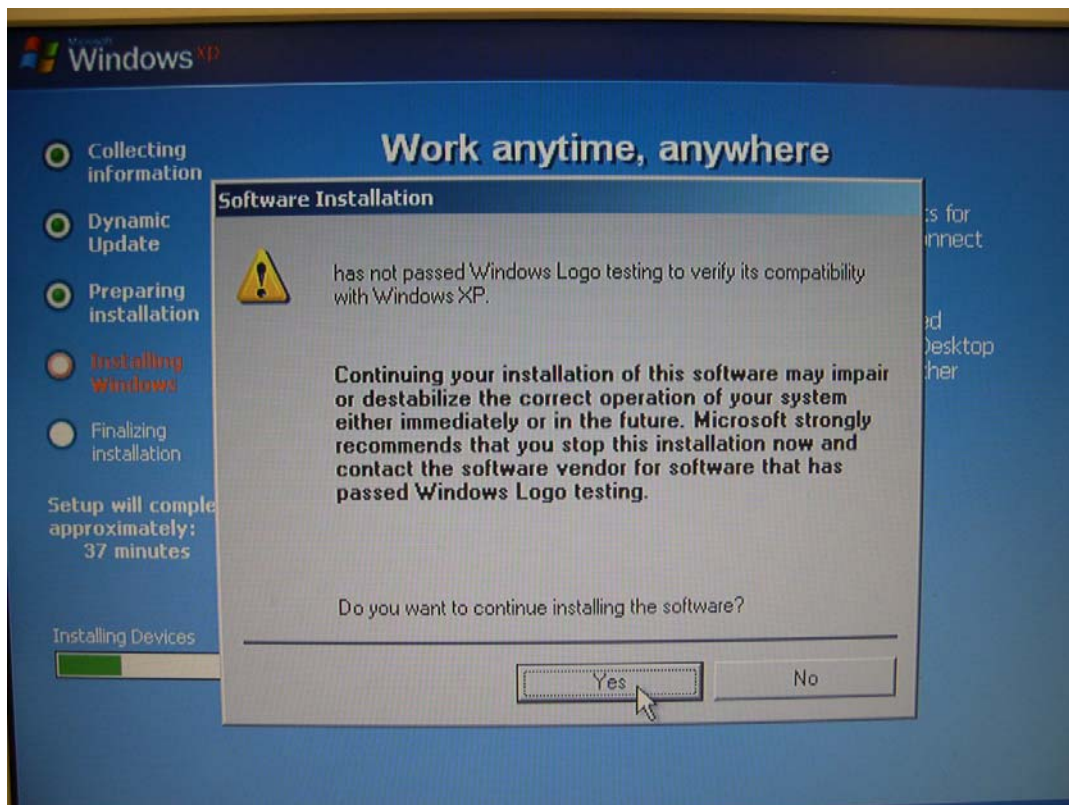 Microsoft
Windows xp
Collecting
information
Dynamic
Update
Preparing
installation
Installing
Windows
Finalizing
installation
Setup will comple
approximately:
37 minutes
Installing Devices
Work anytime, anywhere
s for
nnect
ed
Desktop
her
Software Installation
has not passed Windows Logo testing to verify its compatibility
with Windows XP.
Continuing your installation of this software may impair
or destabilize the correct operation of your system
either immediately or in the future. Microsoft strongly
recommends that you stop this installation now and
contact the software vendor for software that has
passed Windows Logo testing.
Do you want to continue installing the software?
Yes
No